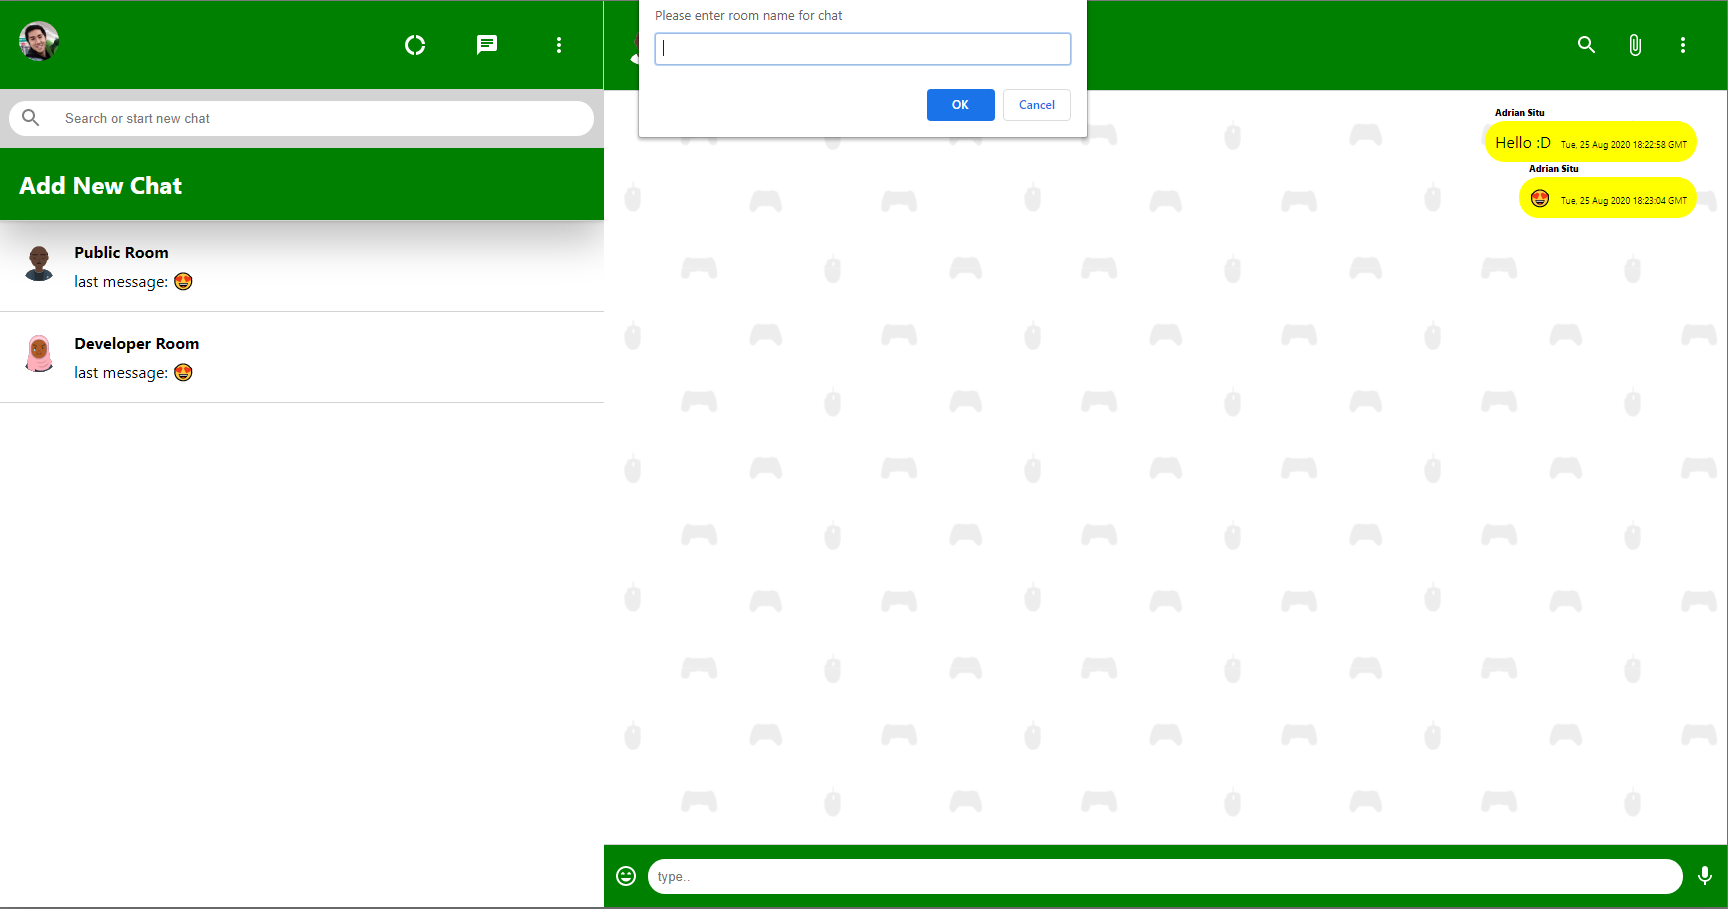 Please enter room name for chat
OK
Cancel
Search or start new chat
Add New Chat
Public Room
last message: 😍
Developer Room
last message: 😍
Adrian Situ
Hello :D Tue, 25 Aug 2020 18:22:58 GMT
Adrian Situ
😍 Tue, 25 Aug 2020 18:23:04 GMT
type..